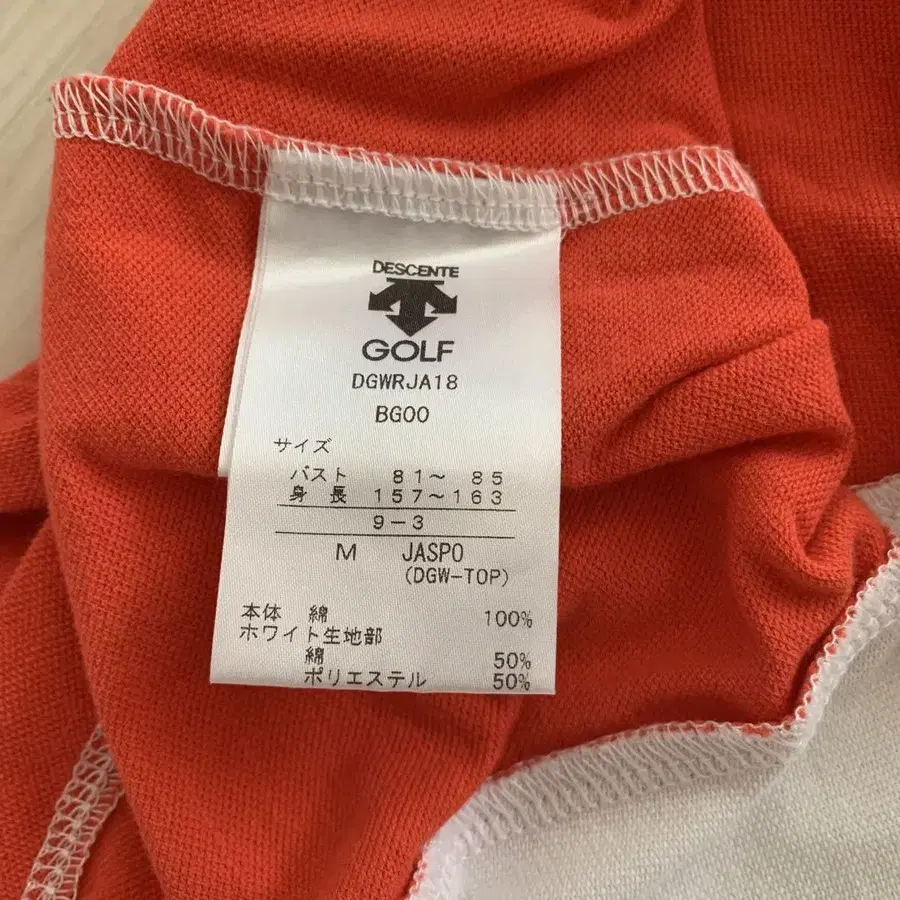 DESCENTE
GOLF
DGWRJA18
BG00
サイズ
バスト 81〜 85
身 長 157〜163
9-3
M JASPO
(DGW-TOP)
本体 綿 100%
ホワイト生地部
綿 50%
ポリエステル 50%